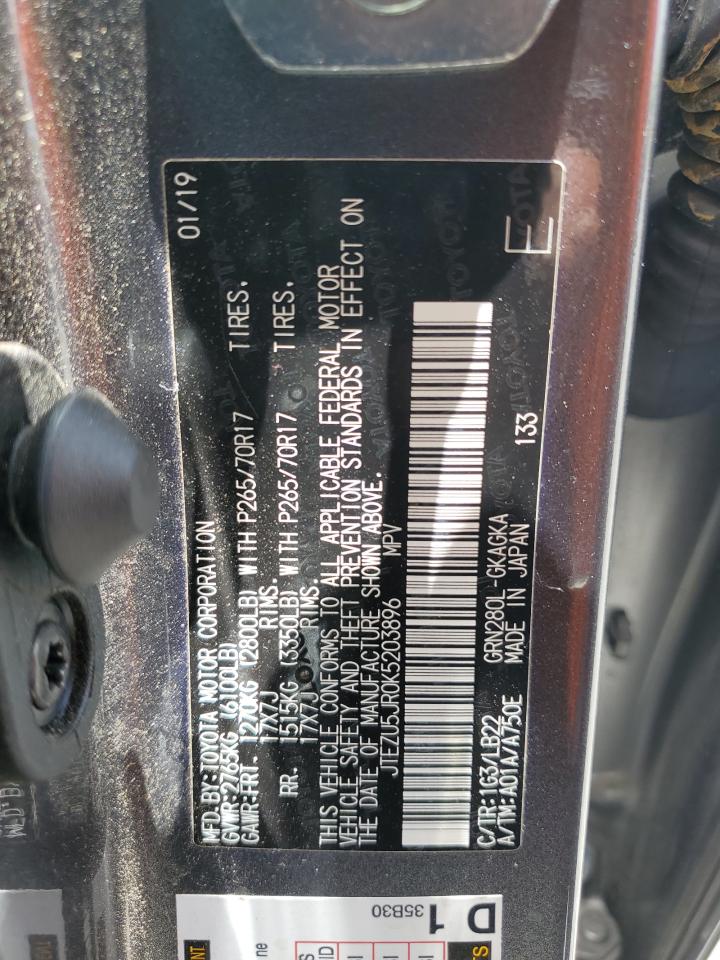 MFD. BY: TOYOTA MOTOR CORPORATION 01/19
GVWR: 2765KG (6100LB)
GAWR: FRT. 1270KG (2800LB) WITH P265/70R17 TIRES.
17X7J RIMS.
RR. 1515KG (3350LB) WITH P265/70R17 TIRES.
17X7J RIMS.
THIS VEHICLE CONFORMS TO ALL APPLICABLE FEDERAL MOTOR
VEHICLE SAFETY AND THEFT PREVENTION STANDARDS IN EFFECT ON
THE DATE OF MANUFACTURE SHOWN ABOVE.
JTEZU5JR0K5203896 MPV
C/TR: 1G3/LB22 GRN280L-GKAGKA 133 E
A/TM: A01A/A750E MADE IN JAPAN
D 1
35B30